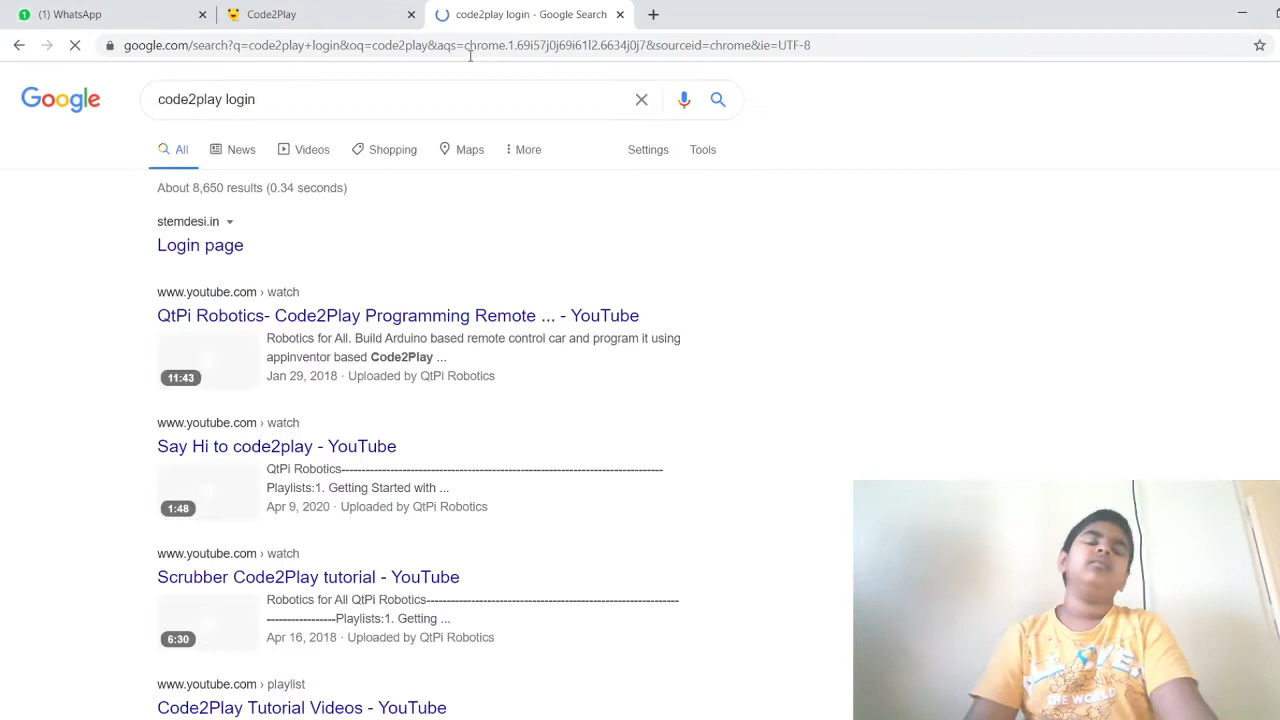 (1) WhatsApp
Code2Play
code2play login - Google Search
google.com/search?q=code2play+login&oq=code2play&aqs=chrome.1.69i57j0j69i61l2.6634j0j7&sourceid=chrome&ie=UTF-8
Google
code2play login
All
News
Videos
Shopping
Maps
More
Settings
Tools
About 8,650 results (0.34 seconds)
stemdesi.in
Login page
www.youtube.com › watch
QtPi Robotics- Code2Play Programming Remote ... - YouTube
Robotics for All. Build Arduino based remote control car and program it using
appinventor based Code2Play ...
11:43
Jan 29, 2018 · Uploaded by QtPi Robotics
www.youtube.com › watch
Say Hi to code2play - YouTube
QtPi Robotics--------------------------------------------------------------------------------
Playlists:1. Getting Started with ...
1:48
Apr 9, 2020 · Uploaded by QtPi Robotics
www.youtube.com › watch
Scrubber Code2Play tutorial - YouTube
Robotics for All QtPi Robotics---------------------------------------------------------------
-----------------Playlists:1. Getting ...
6:30
Apr 16, 2018 · Uploaded by QtPi Robotics
www.youtube.com › playlist
Code2Play Tutorial Videos - YouTube
THE WORLD